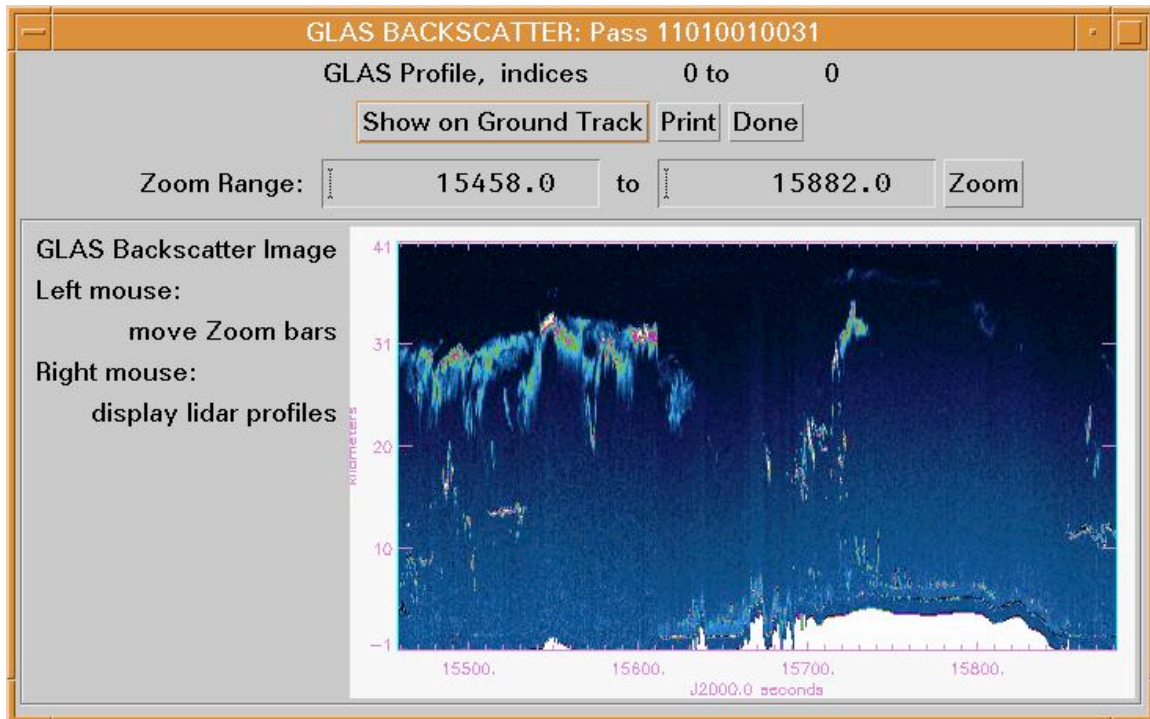 GLAS BACKSCATTER: Pass 11010010031
GLAS Profile, indices 0 to 0
Show on Ground Track Print Done
Zoom Range: 15458.0 to 15882.0 Zoom
GLAS Backscatter Image
Left mouse:
move Zoom bars
Right mouse:
display lidar profiles
41
31
20
10
-1
kilometers
15500. 15600. 15700. 15800.
J2000.0 seconds